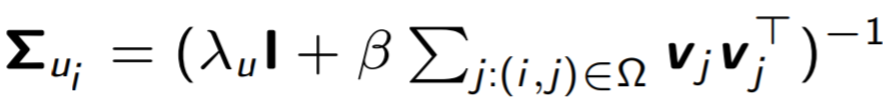 𝚺_{u_i} = (λ_u 𝐈 + β ∑_{j:(i,j)∈Ω} 𝒗_j 𝒗_j^⊤)^{−1}